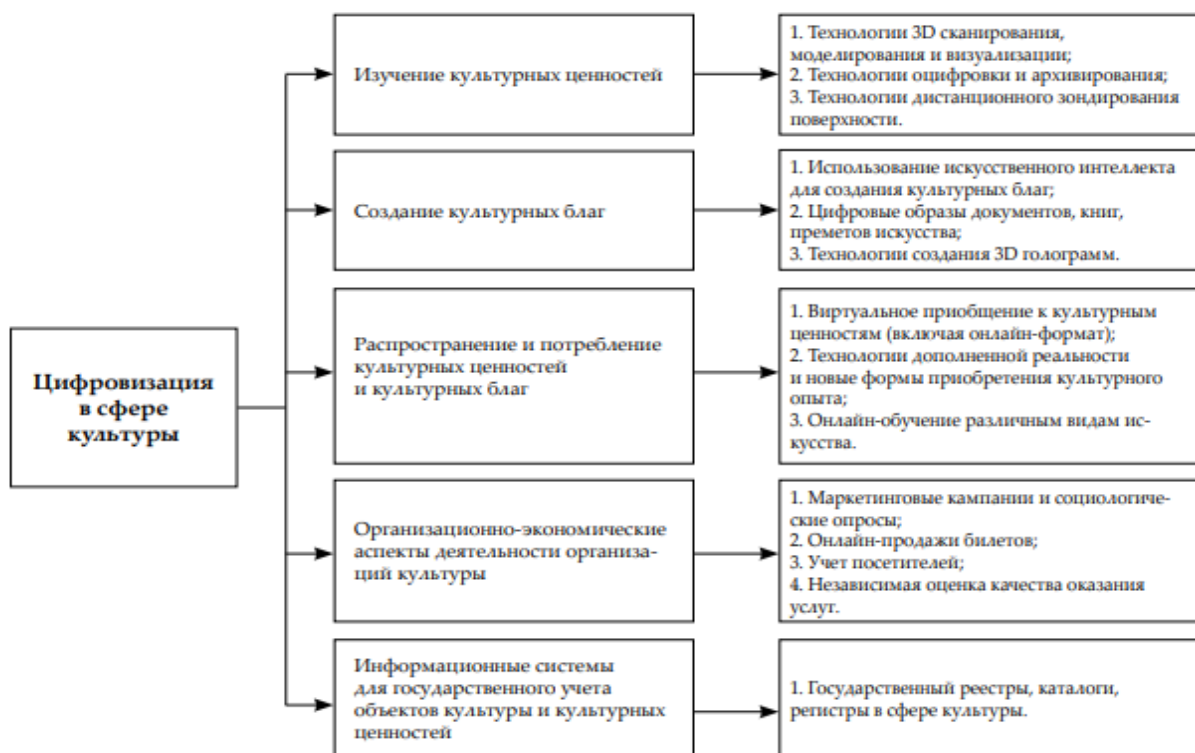 Цифровизация
в сфере
культуры
Изучение культурных ценностей
1. Технологии 3D сканирования,
моделирования и визуализации;
2. Технологии оцифровки и архивирования;
3. Технологии дистанционного зондирования
поверхности.
Создание культурных благ
1. Использование искусственного интеллекта
для создания культурных благ;
2. Цифровые образы документов, книг,
преметов искусства;
3. Технологии создания 3D голограмм.
Распространение и потребление
культурных ценностей
и культурных благ
1. Виртуальное приобщение к культурным
ценностям (включая онлайн-формат);
2. Технологии дополненной реальности
и новые формы приобретения культурного
опыта;
3. Онлайн-обучение различным видам ис-
кусства.
Организационно-экономические
аспекты деятельности организа-
ций культуры
1. Маркетинговые кампании и социологиче-
ские опросы;
2. Онлайн-продажи билетов;
3. Учет посетителей;
4. Независимая оценка качества оказания
услуг.
Информационные системы
для государственного учета
объектов культуры и культурных
ценностей
1. Государственный реестры, каталоги,
регистры в сфере культуры.